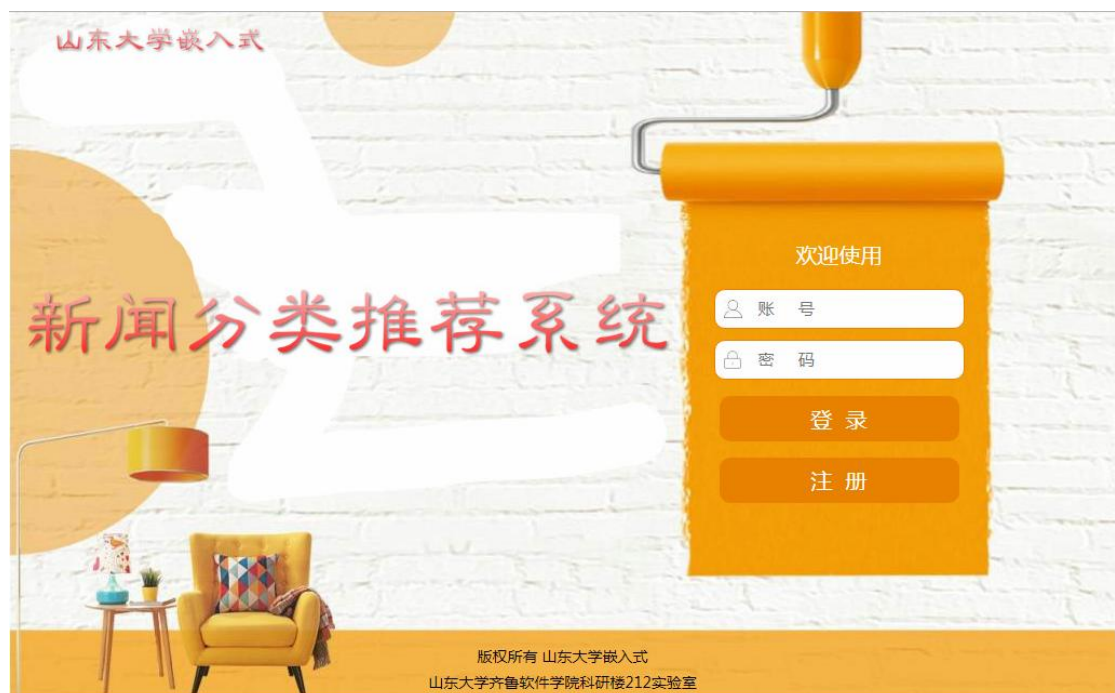 山东大学嵌入式
新闻分类推荐系统
欢迎使用
账 号
密 码
登 录
注 册
版权所有 山东大学嵌入式
山东大学齐鲁软件学院科研楼212实验室